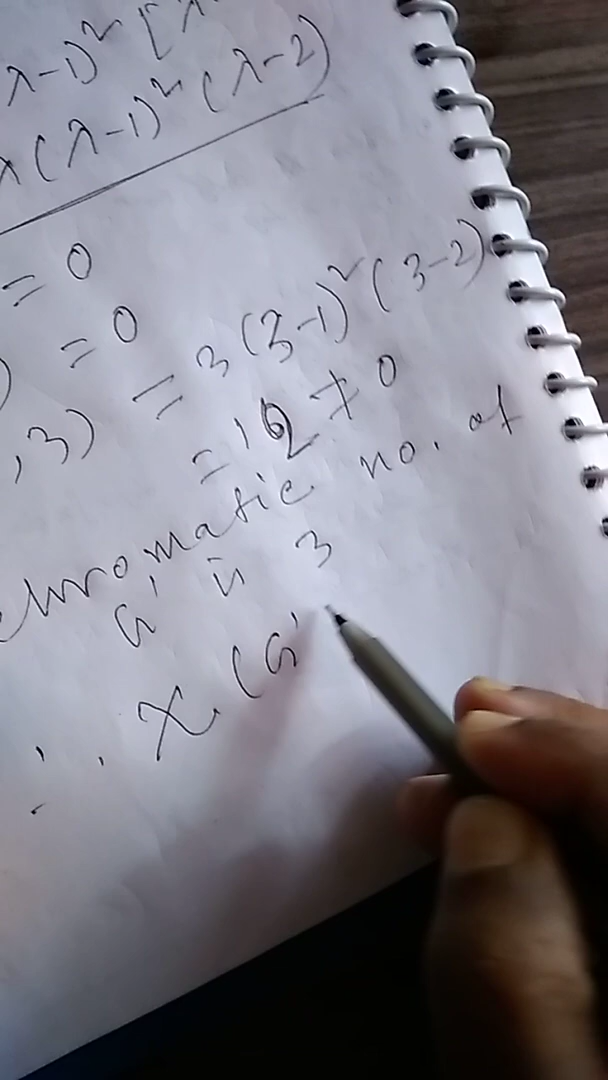 λ-1)² [λ
λ(λ-1)² (λ-2)
= 0
) = 0
,3) = 3(3-1)² (3-2)
= 12 ≠ 0
chromatic no. of
G' is 3
∴ χ(G'